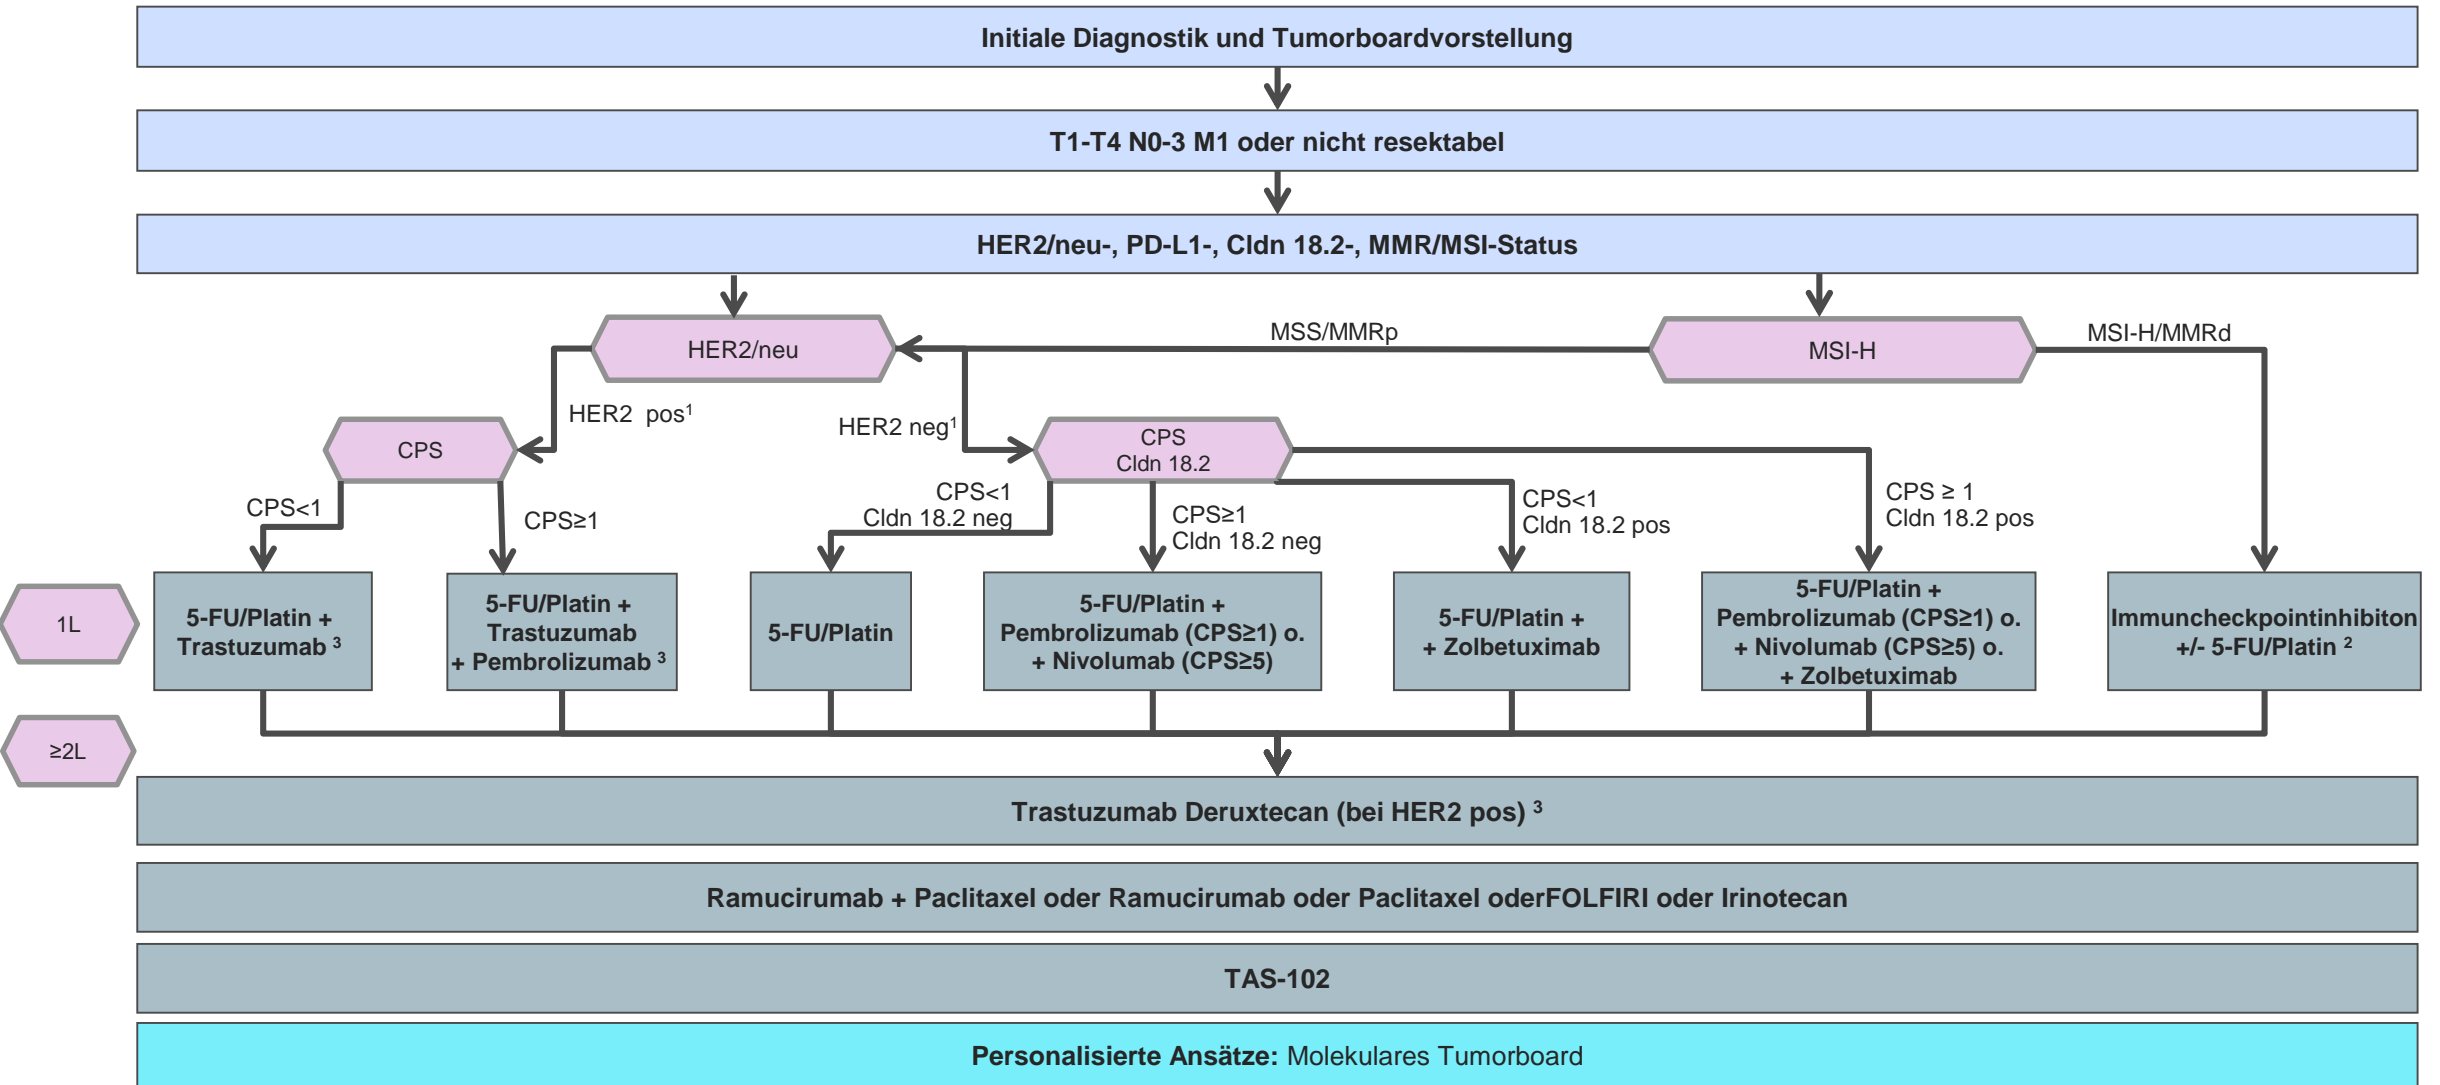 Initiale Diagnostik und Tumorboardvorstellung
T1-T4 N0-3 M1 oder nicht resektabel
HER2/neu-, PD-L1-, Cldn 18.2-, MMR/MSI-Status
HER2/neu
MSS/MMRp
MSI-H
MSI-H/MMRd
HER2 pos¹
HER2 neg¹
CPS
CPS
Cldn 18.2
CPS<1
CPS≥1
CPS<1
Cldn 18.2 neg
CPS≥1
Cldn 18.2 neg
CPS<1
Cldn 18.2 pos
CPS ≥ 1
Cldn 18.2 pos
1L
5-FU/Platin +
Trastuzumab ³
5-FU/Platin +
Trastuzumab
+ Pembrolizumab ³
5-FU/Platin
5-FU/Platin +
Pembrolizumab (CPS≥1) o.
+ Nivolumab (CPS≥5)
5-FU/Platin +
+ Zolbetuximab
5-FU/Platin +
Pembrolizumab (CPS≥1) o.
+ Nivolumab (CPS≥5) o.
+ Zolbetuximab
Immuncheckpointinhibiton
+/- 5-FU/Platin ²
≥2L
Trastuzumab Deruxtecan (bei HER2 pos) ³
Ramucirumab + Paclitaxel oder Ramucirumab oder Paclitaxel oderFOLFIRI oder Irinotecan
TAS-102
Personalisierte Ansätze: Molekulares Tumorboard